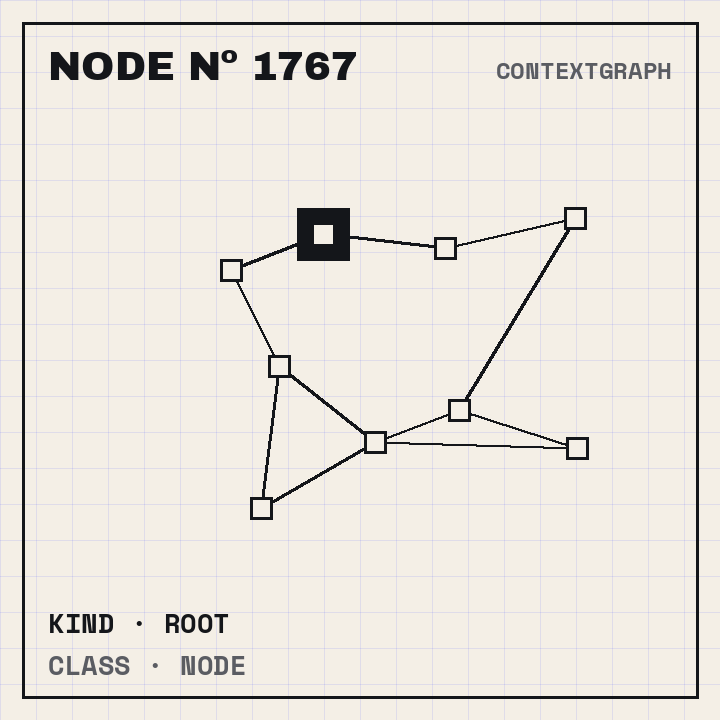 NODE Nº 1767
CONTEXTGRAPH
KIND · ROOT
CLASS · NODE